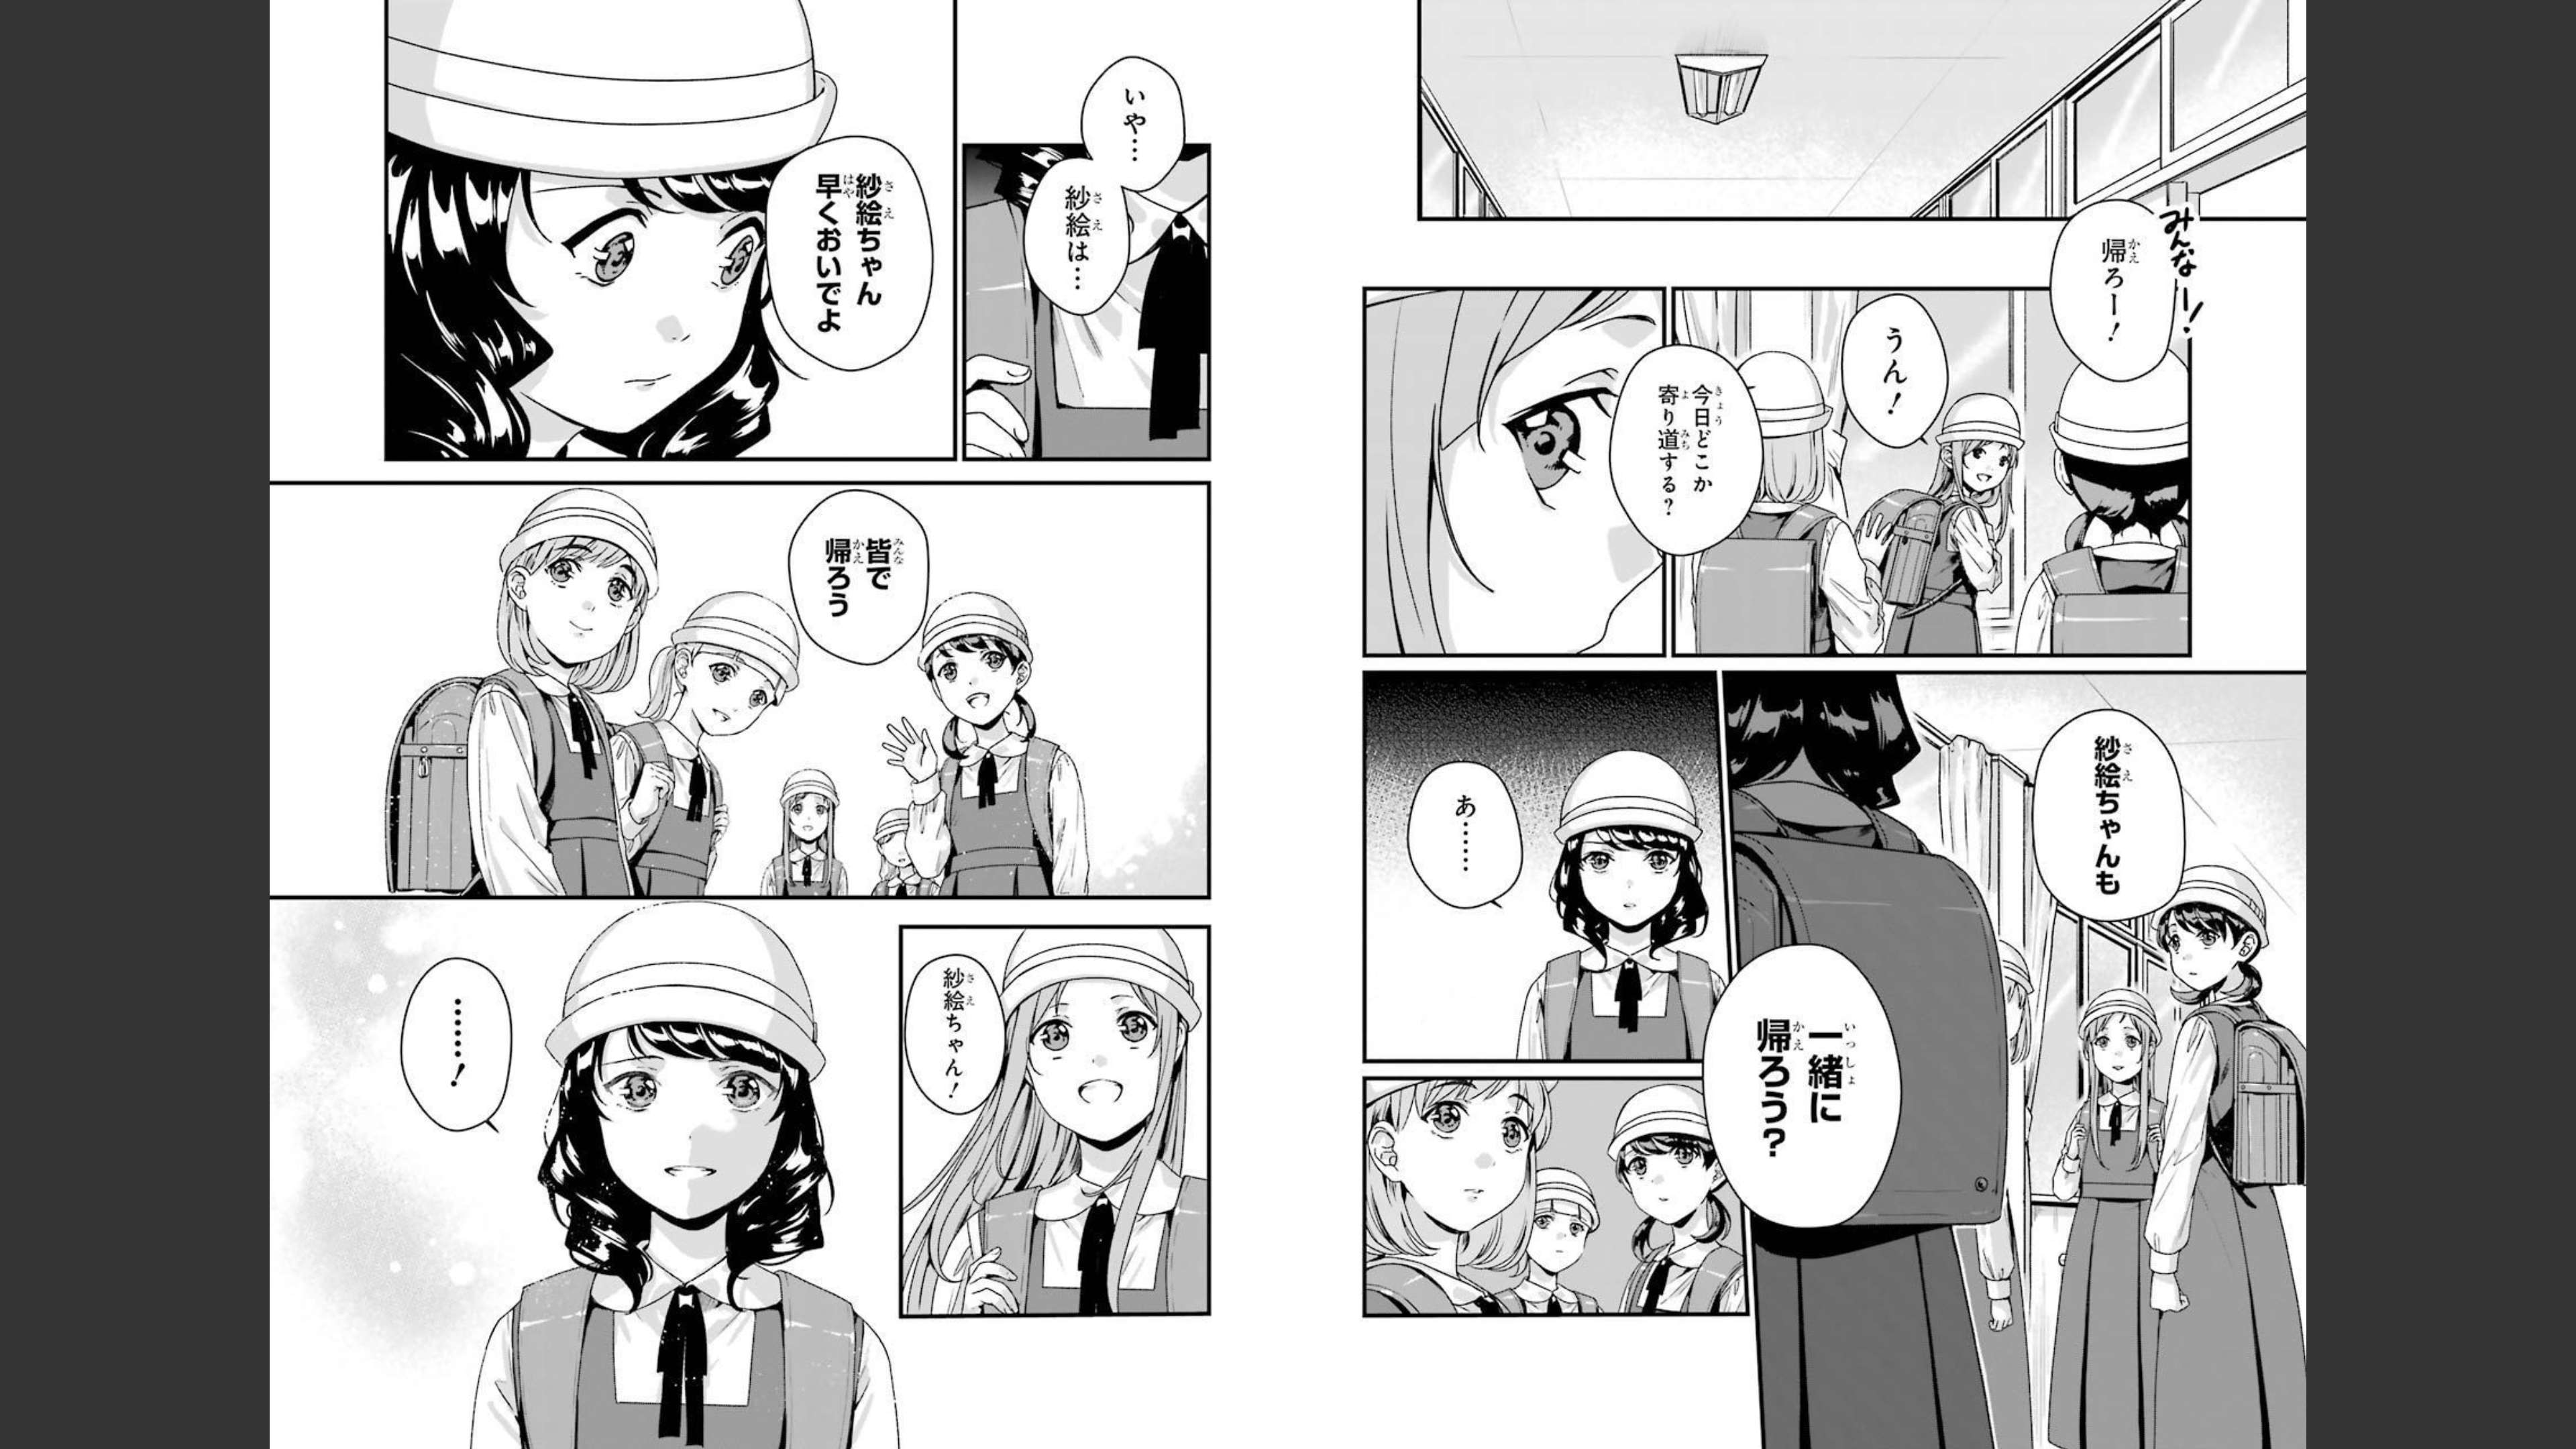 みんなー!
帰ろー!
うん!
今日どこか
寄り道する?
紗絵ちゃんも
一緒に
帰ろう?
あ……
いや…
紗絵は…
紗絵ちゃん
早くおいでよ
皆で
帰ろう
紗絵ちゃん!
……!